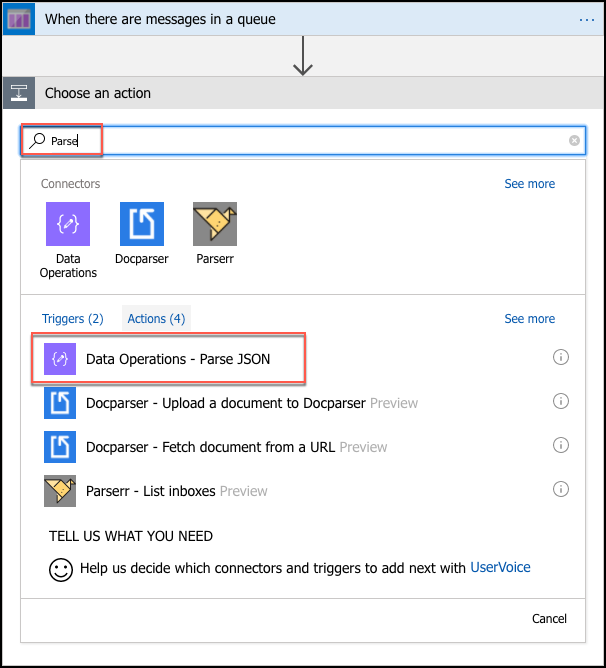 When there are messages in a queue
...
Choose an action
Parse
Connectors See more
Data Operations
Docparser
Parserr
Triggers (2) Actions (4) See more
Data Operations - Parse JSON
Docparser - Upload a document to Docparser Preview
Docparser - Fetch document from a URL Preview
Parserr - List inboxes Preview
TELL US WHAT YOU NEED
Help us decide which connectors and triggers to add next with UserVoice
Cancel